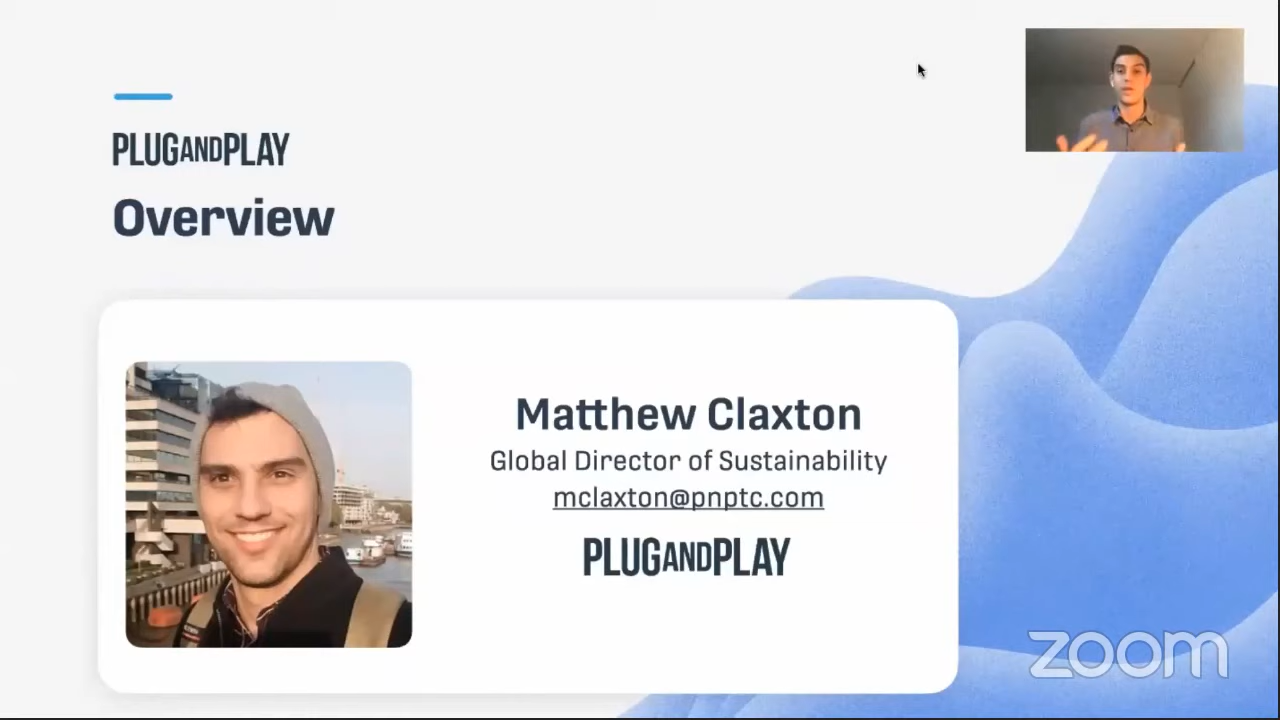 PLUGANDPLAY
Overview
Matthew Claxton
Global Director of Sustainability
mclaxton@pnptc.com
PLUGANDPLAY
zoom